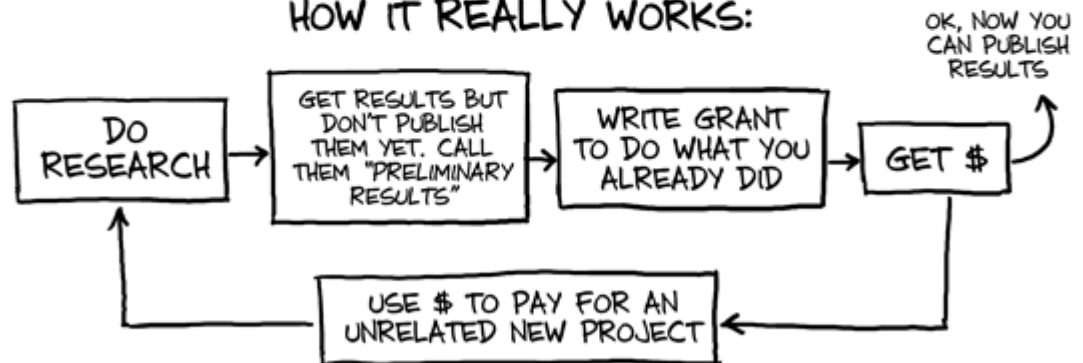 HOW IT REALLY WORKS:
OK, NOW YOU
CAN PUBLISH
RESULTS
DO
RESEARCH
GET RESULTS BUT
DON'T PUBLISH
THEM YET. CALL
THEM "PRELIMINARY
RESULTS"
WRITE GRANT
TO DO WHAT YOU
ALREADY DID
GET $
USE $ TO PAY FOR AN
UNRELATED NEW PROJECT